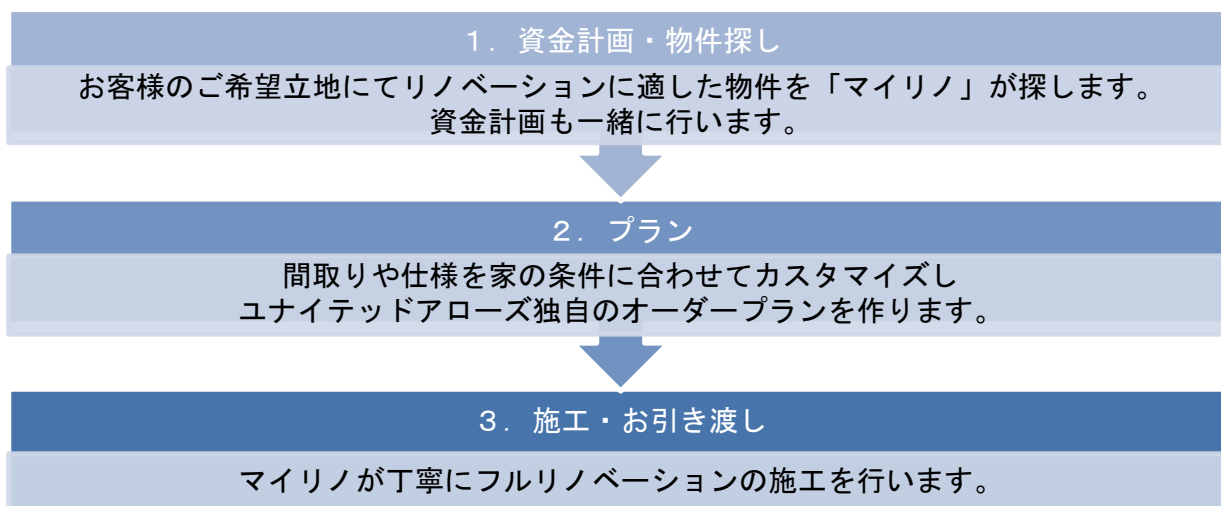 １．資金計画・物件探し
お客様のご希望立地にてリノベーションに適した物件を「マイリノ」が探します。
資金計画も一緒に行います。
２．プラン
間取りや仕様を家の条件に合わせてカスタマイズし
ユナイテッドアローズ独自のオーダープランを作ります。
３．施工・お引き渡し
マイリノが丁寧にフルリノベーションの施工を行います。